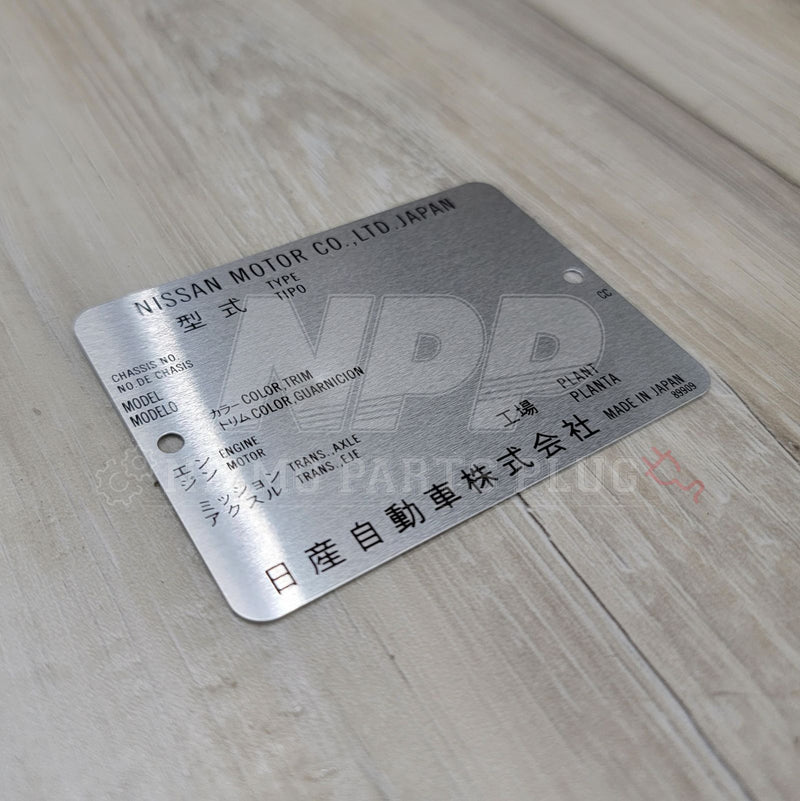 NISSAN MOTOR CO.,LTD.JAPAN
型式 TYPE
TIPO
CHASSIS NO.
NO.DE CHASIS
MODEL
MODELO
カラー COLOR,TRIM
トリム COLOR,GUARNICION
エン ENGINE
ジン MOTOR
CC
ミッション TRANS.,AXLE
アクスル TRANS.,EJE
工場 PLANT
PLANTA
日産自動車株式会社 MADE IN JAPAN
89909
NPP
PARTS PLUG